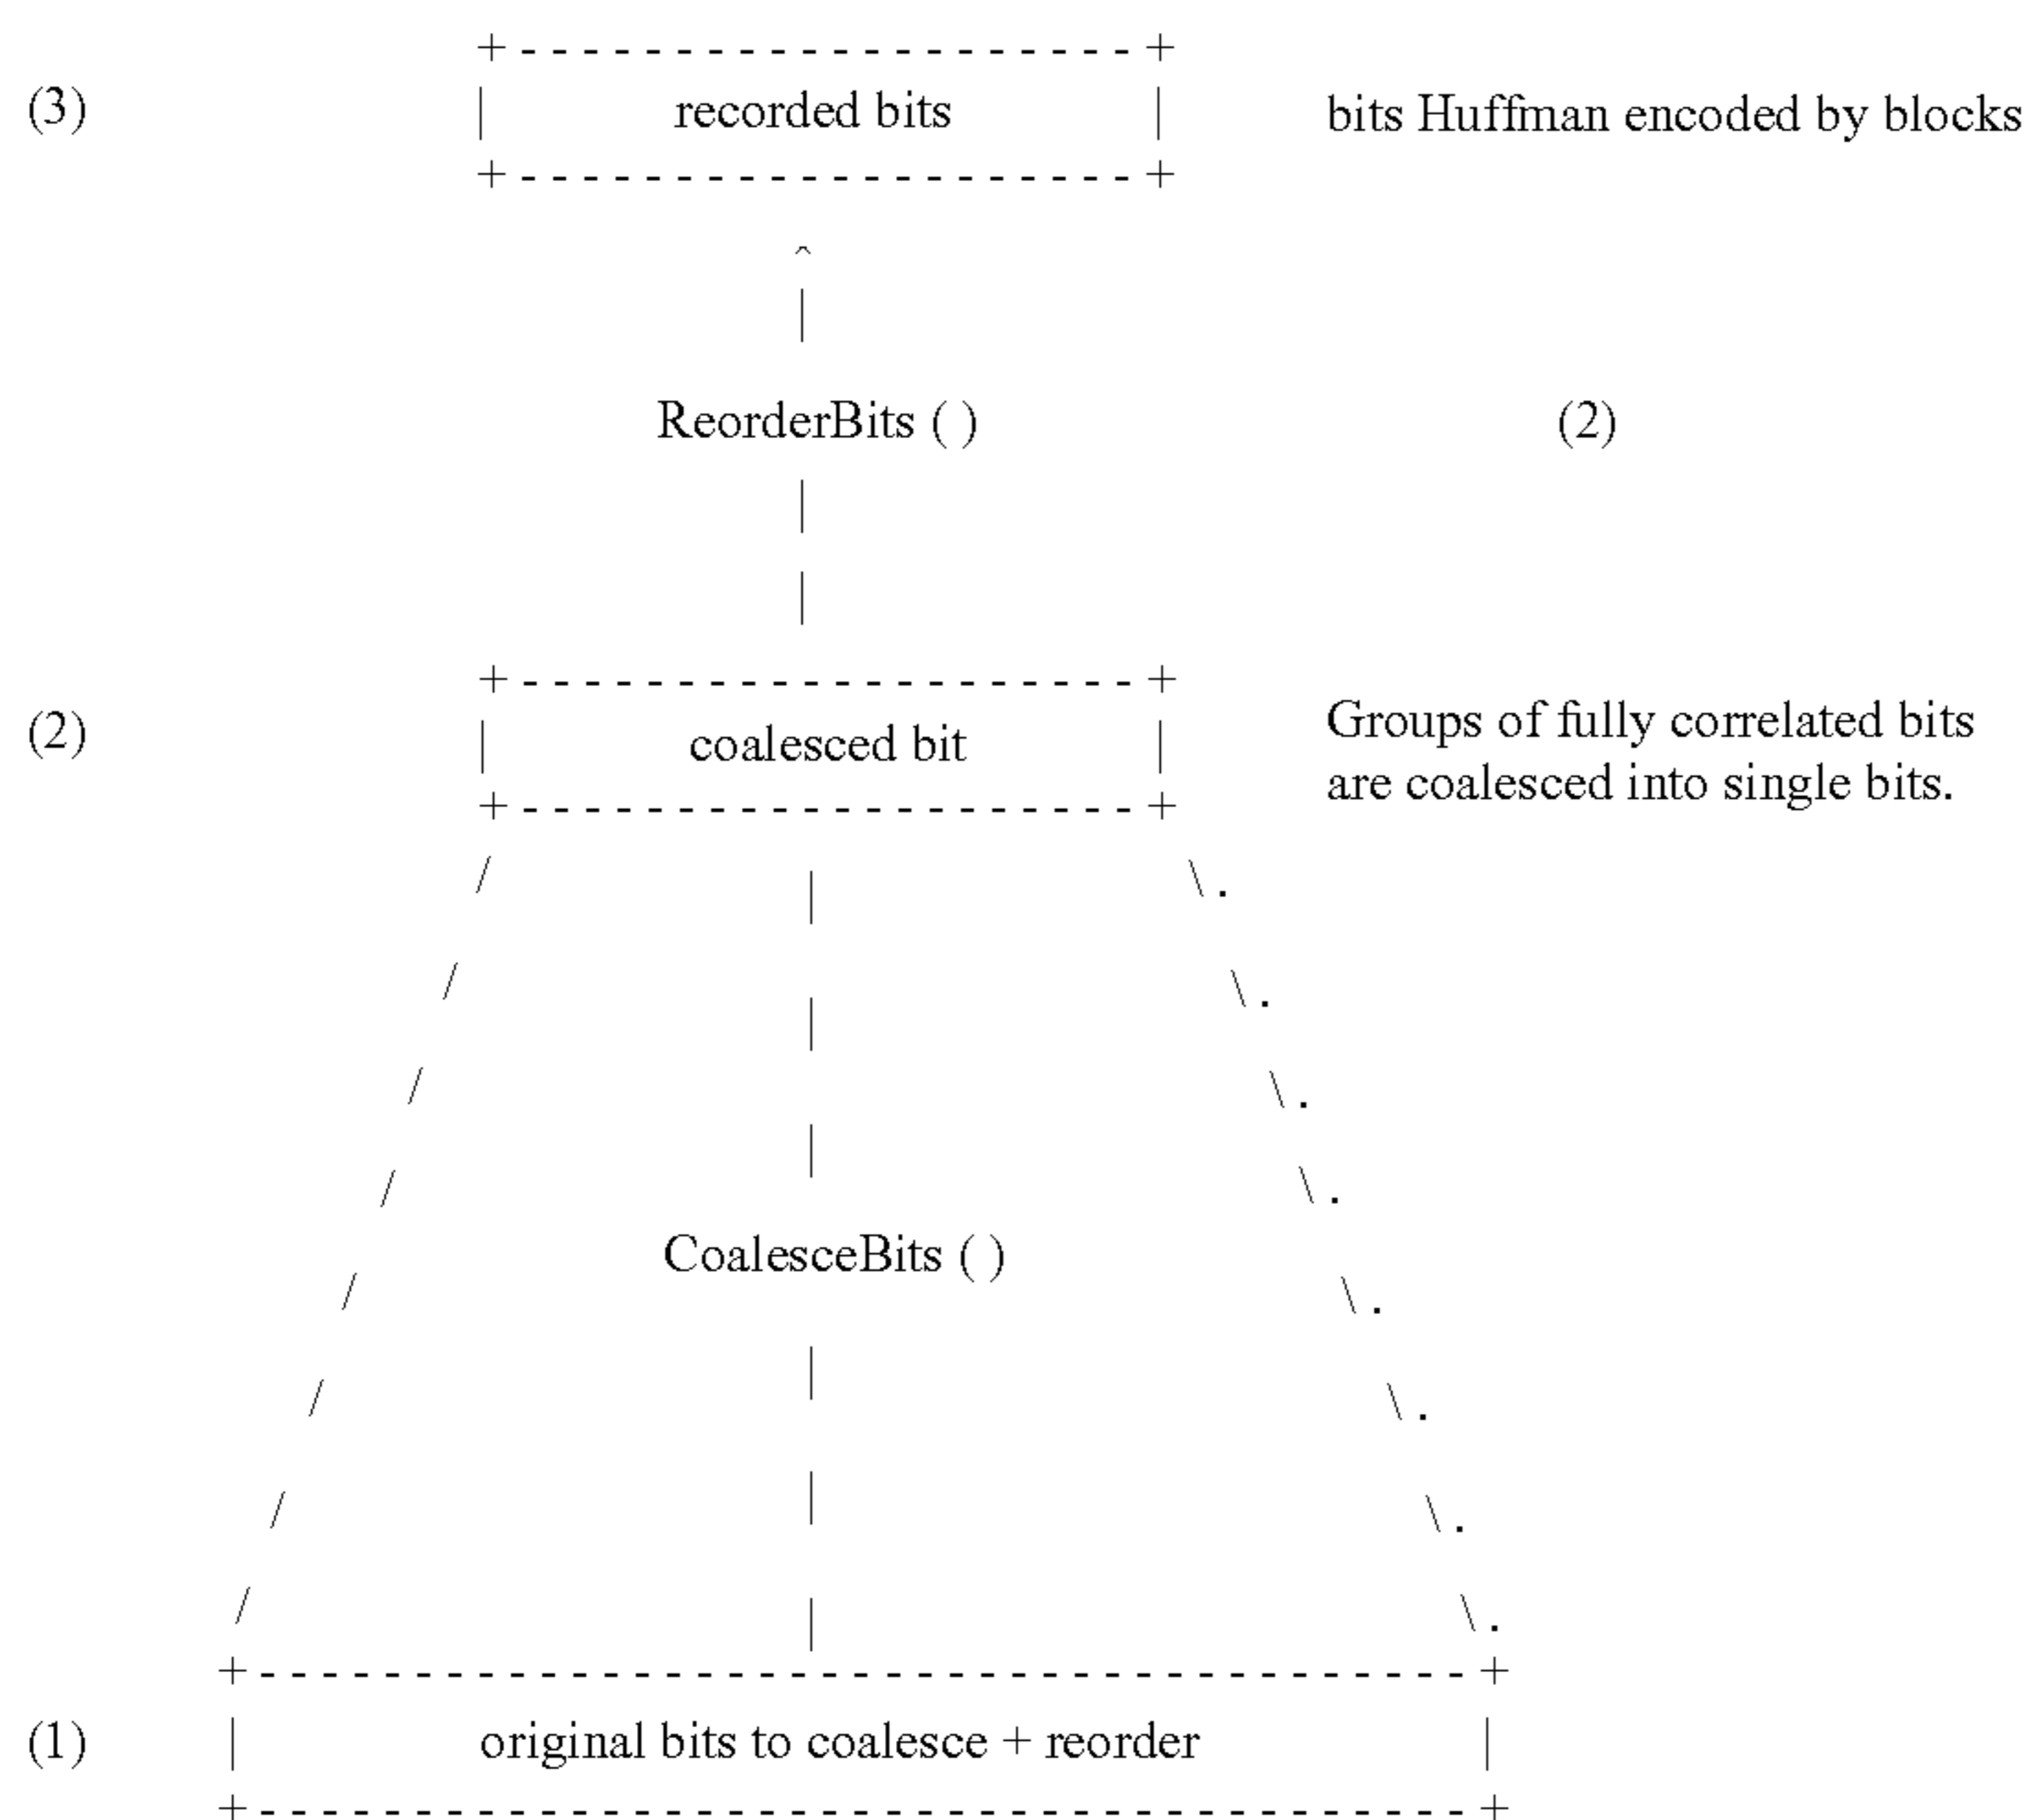 (3) recorded bits bits Huffman encoded by blocks
ReorderBits ( ) (2)
(2) coalesced bit Groups of fully correlated bits
are coalesced into single bits.
CoalesceBits ( )
(1) original bits to coalesce + reorder